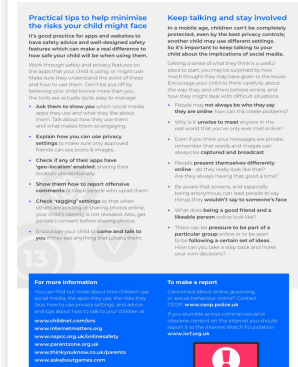 Practical tips to help minimise
the risks your child might face
It's good practice for apps and websites to
have safety advice and well-designed safety
features which can make a real difference to
how safe your child will be when using them.
Work through safety and privacy features on
the apps that your child is using, or might use.
Make sure they understand the point of these
and how to use them. Don't be put off by
believing your child knows more than you:
the tools are actually quite easy to manage.
• Ask them to show you which social media
apps they use and what they like about
them. Talk about how they use them
and what makes them so engaging.
• Explain how you can use privacy
settings to make sure only approved
friends can see posts & images.
• Check if any of their apps have
'geo-location' enabled, sharing their
location unintentionally.
• Show them how to report offensive
comments or block people who upset them.
• Check 'tagging' settings so that when
others are posting or sharing photos online,
your child's identity is not revealed. Also, get
people's consent before sharing photos.
• Encourage your child to come and talk to
you if they see anything that upsets them.
13
Keep talking and stay involved
In a mobile age, children can't be completely
protected, even by the best privacy controls;
another child may use different settings.
So it's important to keep talking to your
child about the implications of social media.
Getting a sense of what they think is a useful
place to start; you may be surprised by how
much thought they may have given to the issues.
Encourage your child to think carefully about
the way they, and others behave online, and
how they might deal with difficult situations.
• People may not always be who they say
they are online: how can this create problems?
• Why is it unwise to meet anyone in the
real world that you've only ever met online?
• Even if you think your messages are private,
remember that words and images can
always be captured and broadcast.
• People present themselves differently
online - do they really look like that?
Are they always having that good a time?
• Be aware that screens, and especially
being anonymous, can lead people to say
things they wouldn't say to someone's face.
• What does being a good friend and a
likeable person online look like?
• There can be pressure to be part of a
particular group online or to be seen
to be following a certain set of ideas.
How can you take a step back and make
your own decisions?
For more information
You can find out more about how children use
social media, the apps they use, the risks they
face, how to use privacy settings, and advice
and tips about how to talk to your children at:
www.childnet.com/sns
www.internetmatters.org
www.nspcc.org.uk/onlinesafety
www.parentzone.org.uk
www.thinkyouknow.co.uk/parents
www.askaboutgames.com
To make a report
Concerned about online grooming
or sexual behaviour online? Contact
CEOP: www.ceop.police.uk
If you stumble across criminal sexual or
obscene content on the internet you should
report it to the Internet Watch Foundation:
www.iwf.org.uk